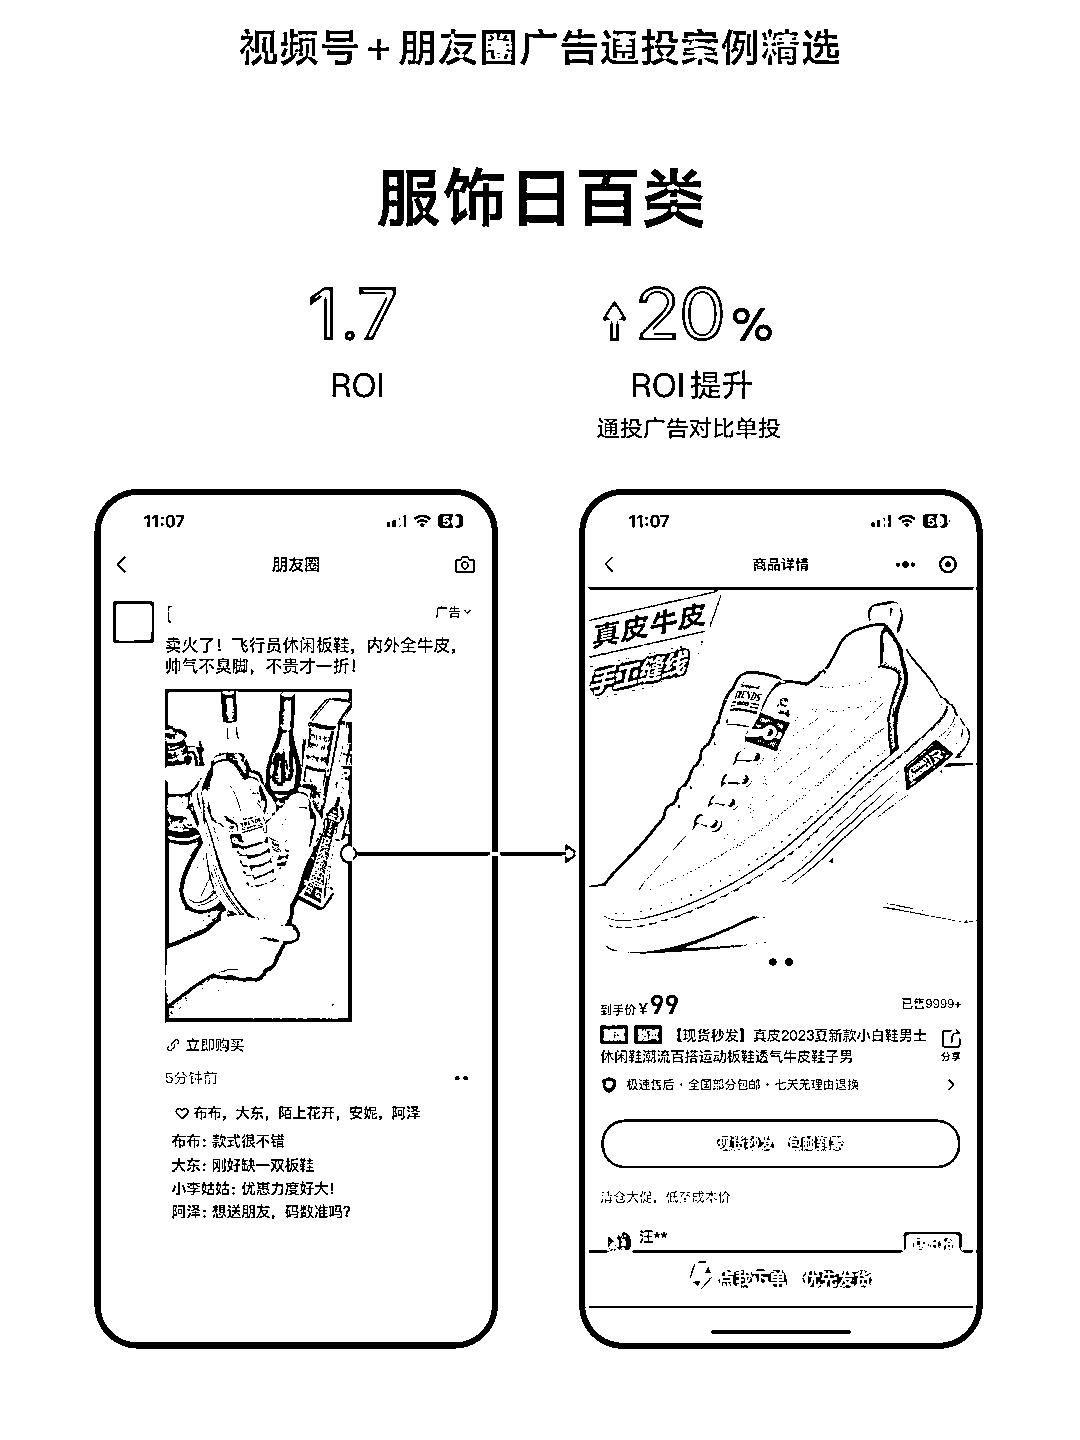 视频号+朋友圈广告通投案例精选
服饰日百类
1.7
ROI
20%
ROI提升
通投广告对比单投
11:07
朋友圈
广告
卖火了！飞行员休闲板鞋，内外全牛皮，
帅气不臭脚，不贵才一折！
立即购买
5分钟前
布布，大东，陌上花开，安妮，阿泽
布布：款式很不错
大东：刚好缺一双板鞋
小李姑姑：优惠力度好大！
阿泽：想送朋友，码数准吗？
11:07
商品详情
真皮牛皮
手工缝线
TRENDS
到手价¥99
已售9999+
【现货秒发】真皮2023夏新款小白鞋男士
休闲鞋潮流百搭运动板鞋透气牛皮鞋子男
分享
极速售后·全国部分包邮·七天无理由退换
清仓大促，低至成本价
汪**
点我下单 优先发货